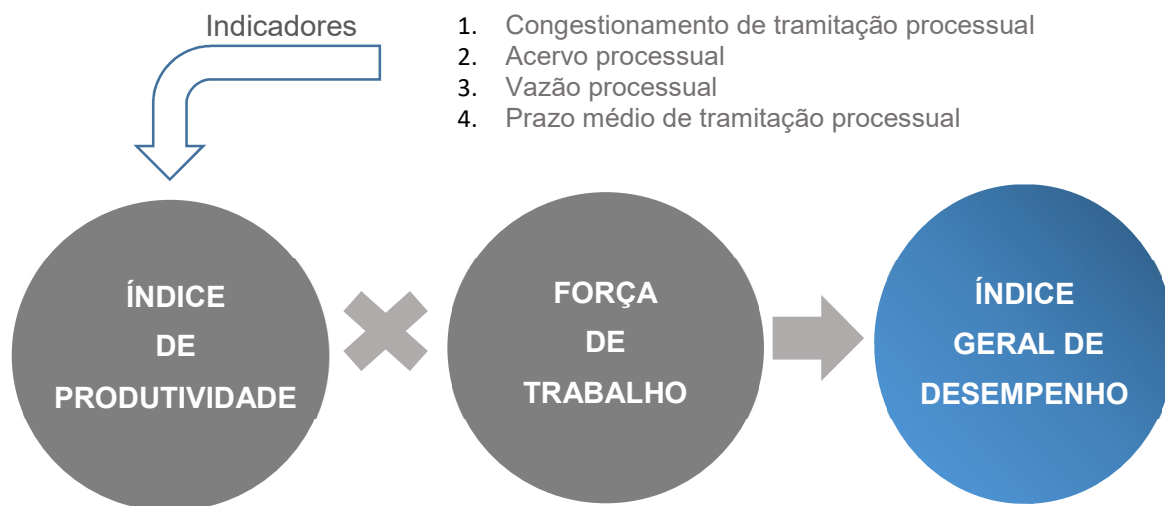 Indicadores
1. Congestionamento de tramitação processual
2. Acervo processual
3. Vazão processual
4. Prazo médio de tramitação processual
ÍNDICE
DE
PRODUTIVIDADE
FORÇA
DE
TRABALHO
ÍNDICE
GERAL DE
DESEMPENHO